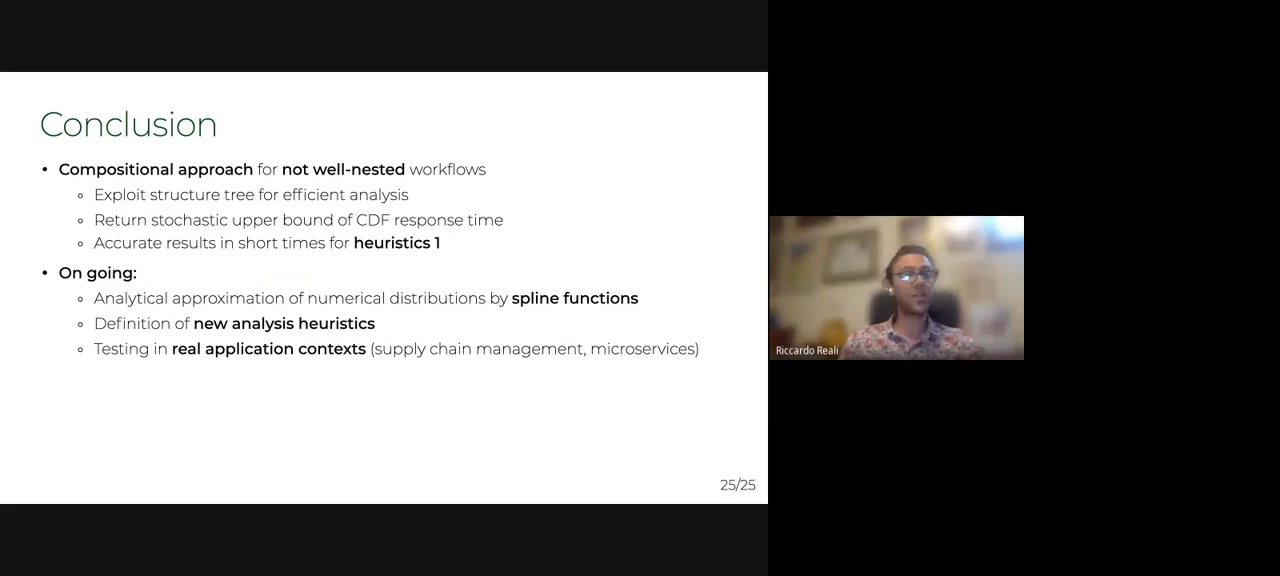 Conclusion
• Compositional approach for not well-nested workflows
◦ Exploit structure tree for efficient analysis
◦ Return stochastic upper bound of CDF response time
◦ Accurate results in short times for heuristics 1
• On going:
◦ Analytical approximation of numerical distributions by spline functions
◦ Definition of new analysis heuristics
◦ Testing in real application contexts (supply chain management, microservices)
25/25
Riccardo Reali